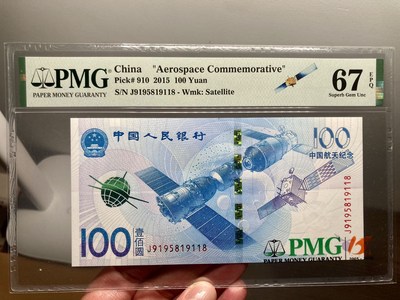 PMG
PAPER MONEY GUARANTY
China "Aerospace Commemorative"
Pick# 910 2015 100 Yuan
S/N J9195819118 - Wmk: Satellite
67
EPQ
Superb Gem Unc
中国人民银行
100
中国航天纪念
100
壹佰圆
J9195819118
J9195819118
PMG
PAPER MONEY GUARANTY